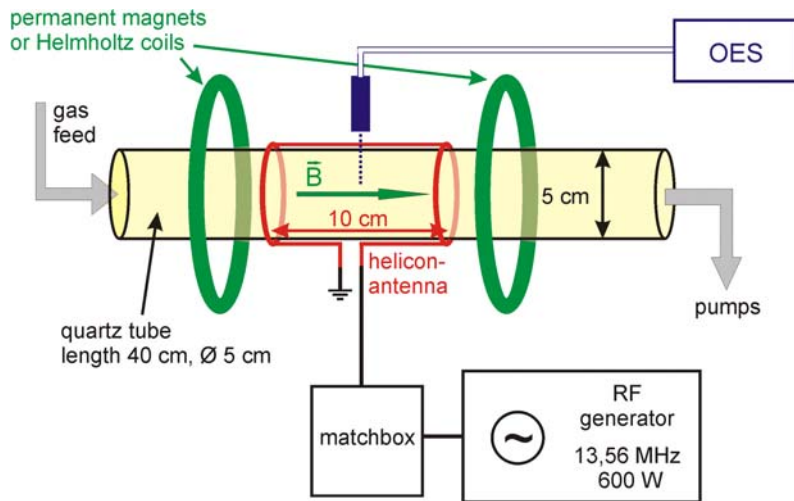 permanent magnets
or Helmholtz coils
OES
gas
feed
B
10 cm
5 cm
helicon-
antenna
pumps
quartz tube
length 40 cm, Ø 5 cm
matchbox
~
RF
generator
13,56 MHz
600 W